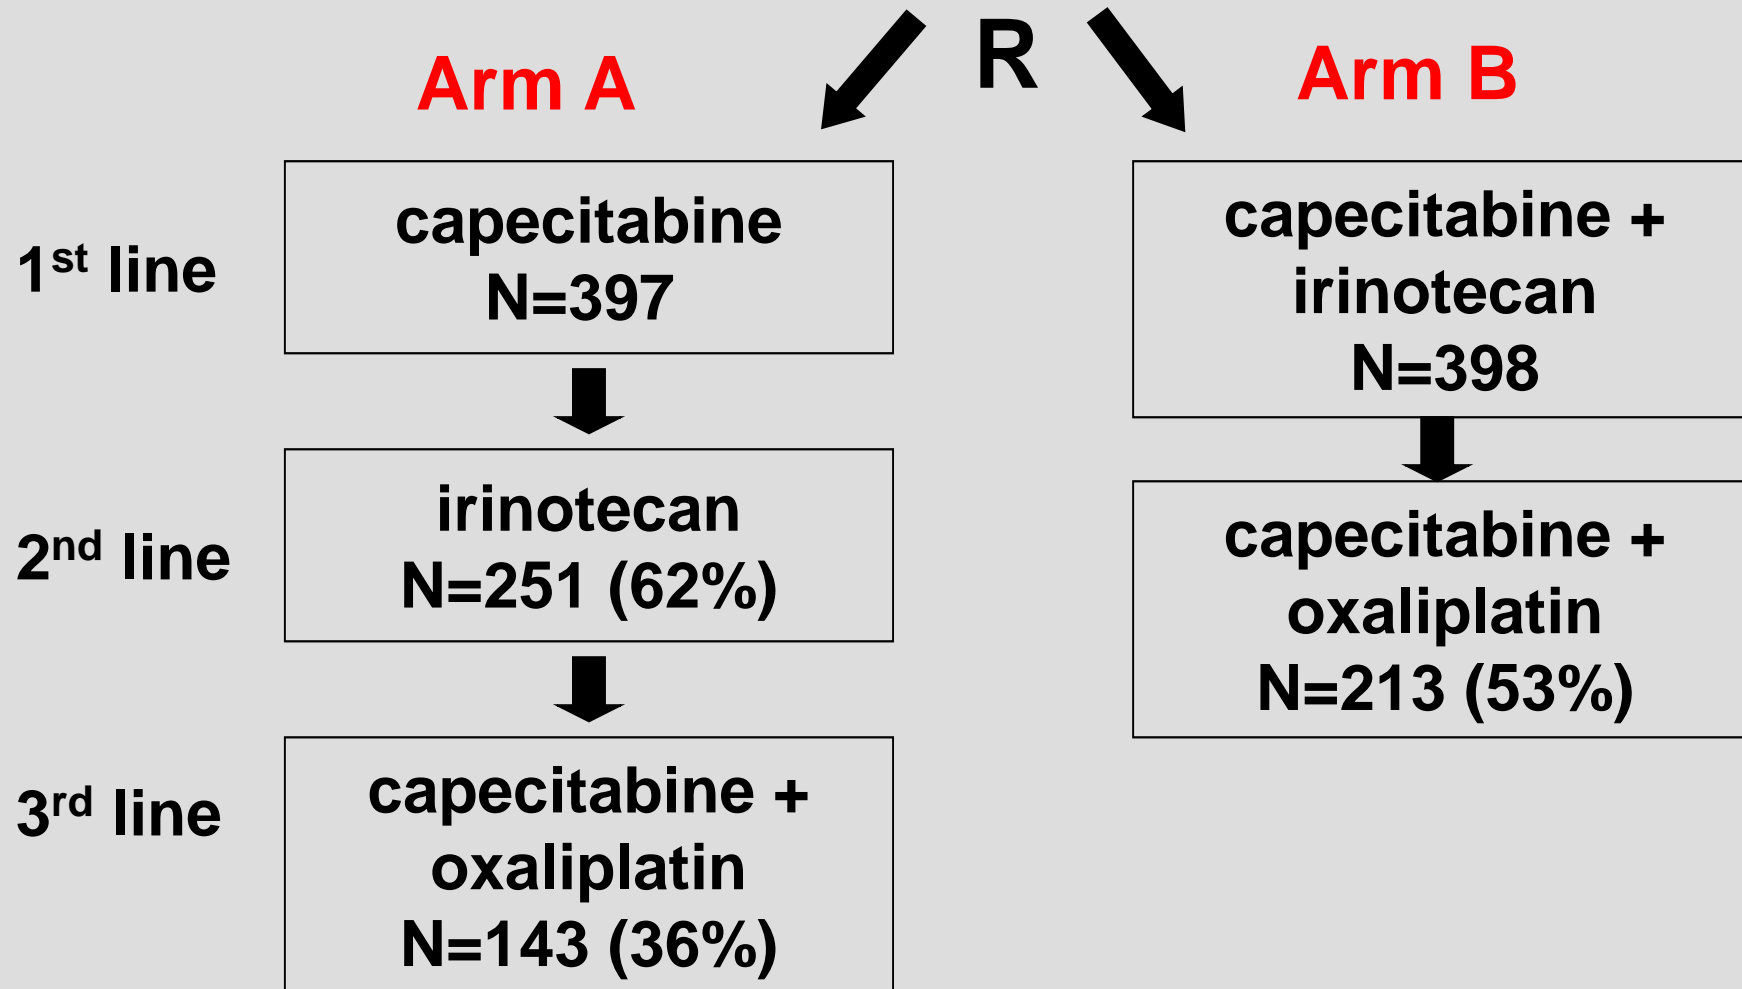 R
Arm A
Arm B
1st line
capecitabine
N=397
capecitabine +
irinotecan
N=398
2nd line
irinotecan
N=251 (62%)
capecitabine +
oxaliplatin
N=213 (53%)
3rd line
capecitabine +
oxaliplatin
N=143 (36%)